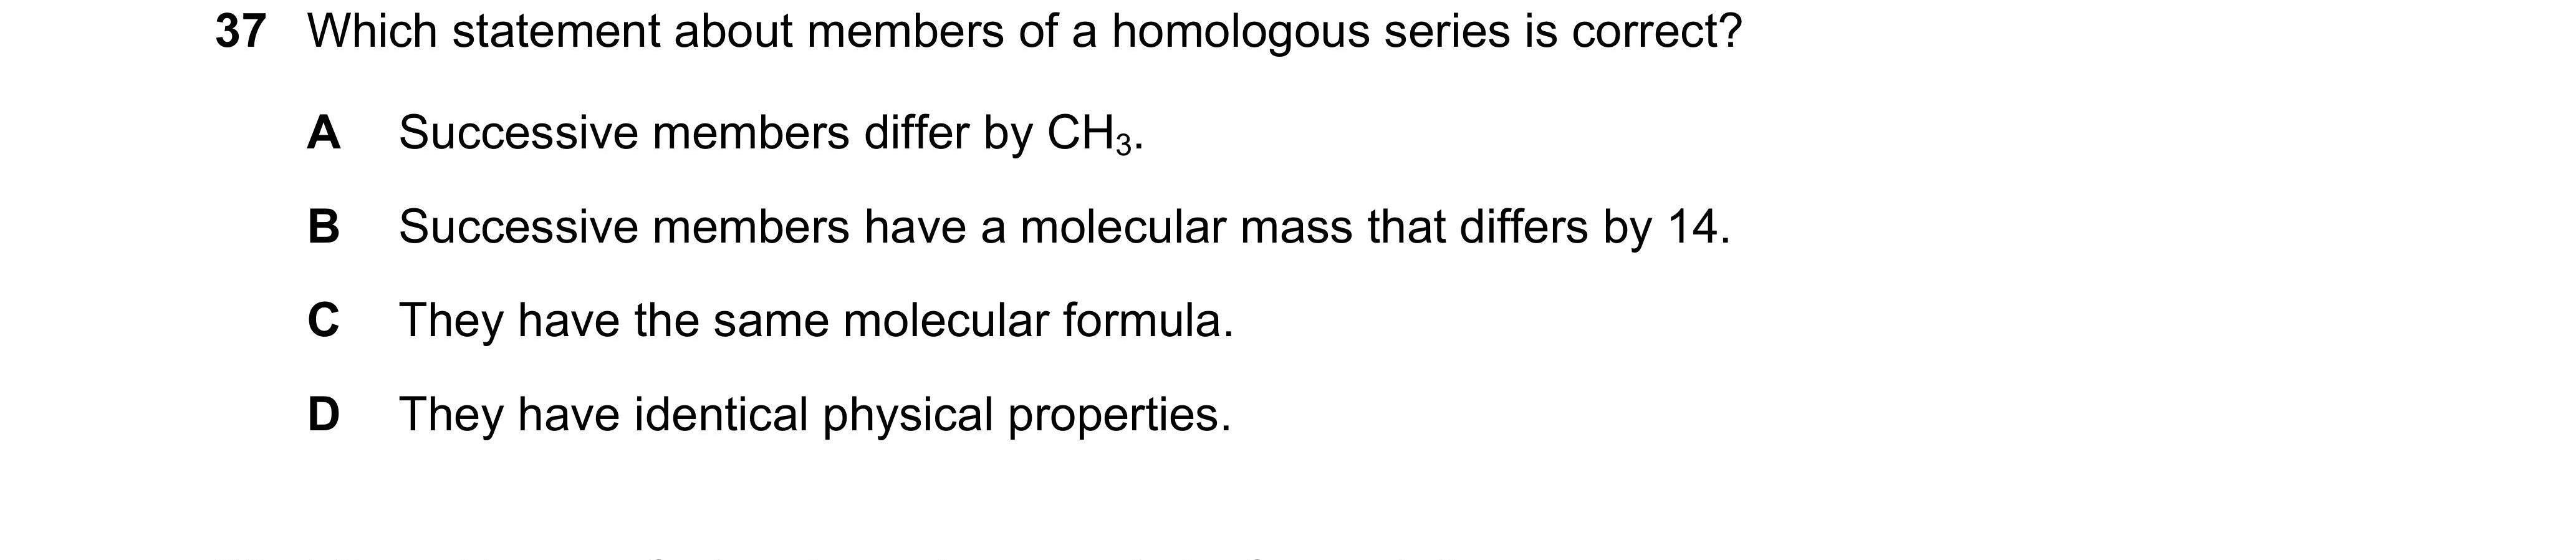 37 Which statement about members of a homologous series is correct?
A Successive members differ by CH₃.
B Successive members have a molecular mass that differs by 14.
C They have the same molecular formula.
D They have identical physical properties.